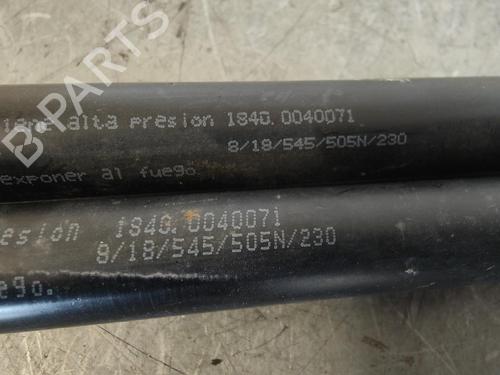 alta presion 1840.0040071
8/18/545/505N/230
exponer al fuego.
esion 1840.0040071
8/18/545/505N/230
ego.
B-PARTS